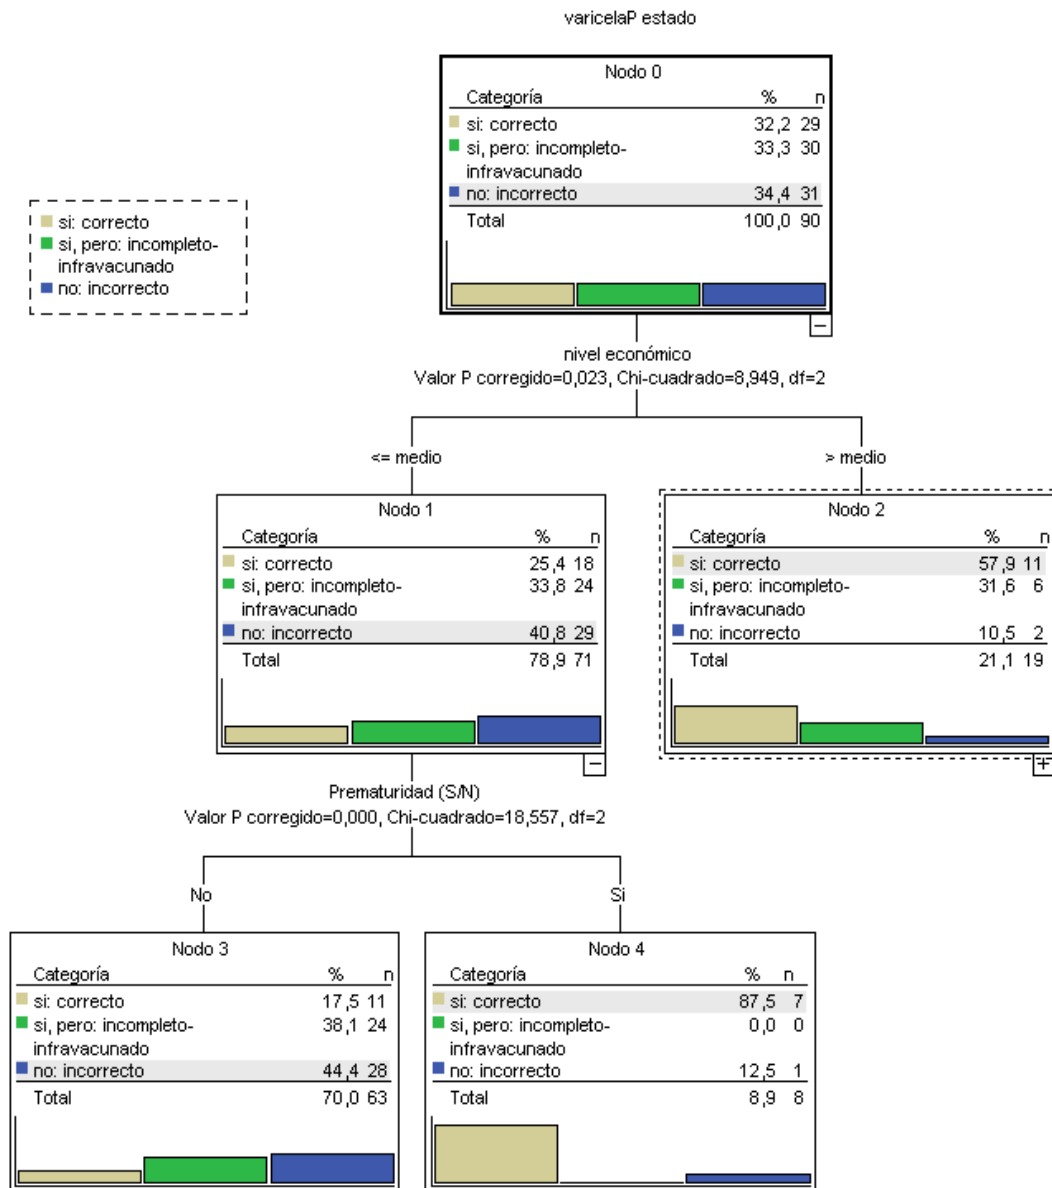 varicelaP estado
Nodo 0
Categoría % n
si: correcto 32,2 29
si, pero: incompleto- 33,3 30
infravacunado
no: incorrecto 34,4 31
Total 100,0 90
si: correcto
si, pero: incompleto-
infravacunado
no: incorrecto
nivel económico
Valor P corregido=0,023, Chi-cuadrado=8,949, df=2
<= medio
> medio
Nodo 1
Categoría % n
si: correcto 25,4 18
si, pero: incompleto- 33,8 24
infravacunado
no: incorrecto 40,8 29
Total 78,9 71
Nodo 2
Categoría % n
si: correcto 57,9 11
si, pero: incompleto- 31,6 6
infravacunado
no: incorrecto 10,5 2
Total 21,1 19
Prematuridad (S/N)
Valor P corregido=0,000, Chi-cuadrado=18,557, df=2
No
Si
Nodo 3
Categoría % n
si: correcto 17,5 11
si, pero: incompleto- 38,1 24
infravacunado
no: incorrecto 44,4 28
Total 70,0 63
Nodo 4
Categoría % n
si: correcto 87,5 7
si, pero: incompleto- 0,0 0
infravacunado
no: incorrecto 12,5 1
Total 8,9 8